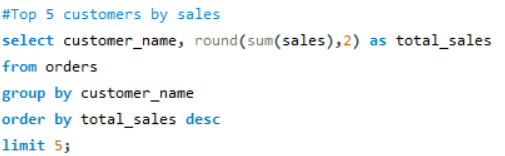 #Top 5 customers by sales
select customer_name, round(sum(sales),2) as total_sales
from orders
group by customer_name
order by total_sales desc
limit 5;